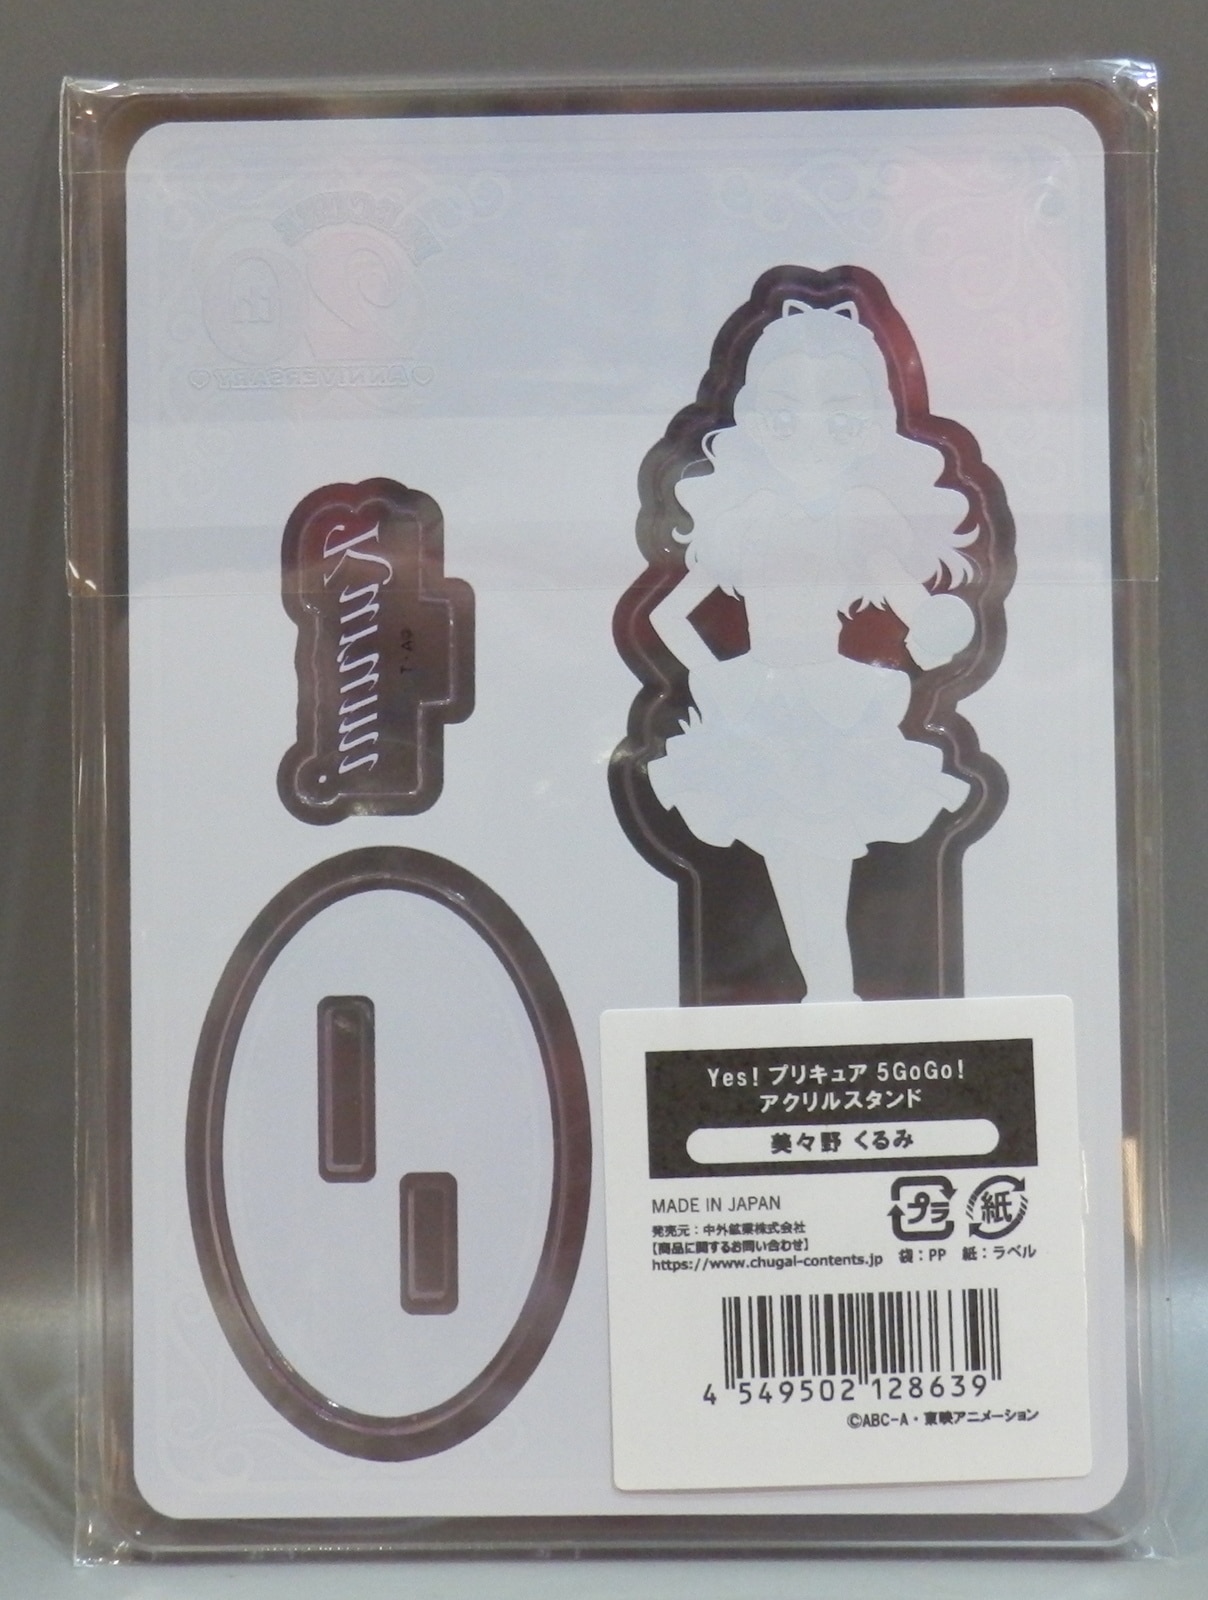 20
th
ANNIVERSARY
Kurumi
T・A©
Yes！プリキュア 5GoGo！
アクリルスタンド
美々野 くるみ
MADE IN JAPAN
発売元：中外鉱業株式会社
【商品に関するお問い合わせ】
https://www.chugai-contents.jp
プラ
袋：PP
紙
紙：ラベル
4 549502 128639
©ABC-A・東映アニメーション